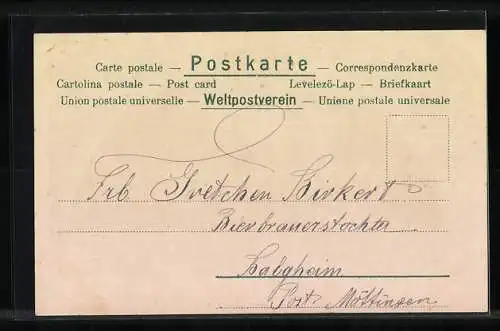 Carte postale — Postkarte — Correspondenzkarte
Cartolina postale — Post card Levelező-Lap — Briefkaart
Union postale universelle — Weltpostverein — Unione postale universale
Frl. Gretchen Birkert
Bierbrauerstochter
Balgheim
Post Möttingen